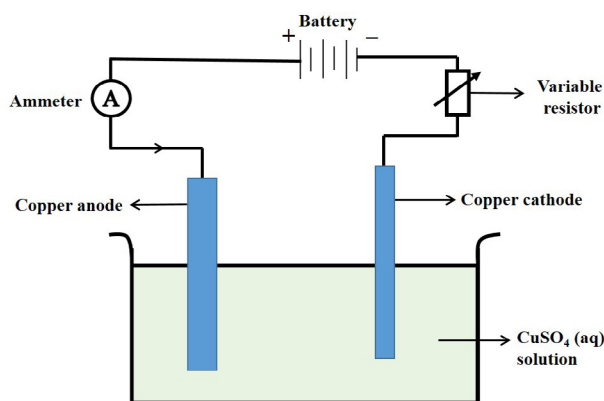 Battery
+ −
Ammeter
A
Variable
resistor
Copper anode
Copper cathode
CuSO₄ (aq)
solution